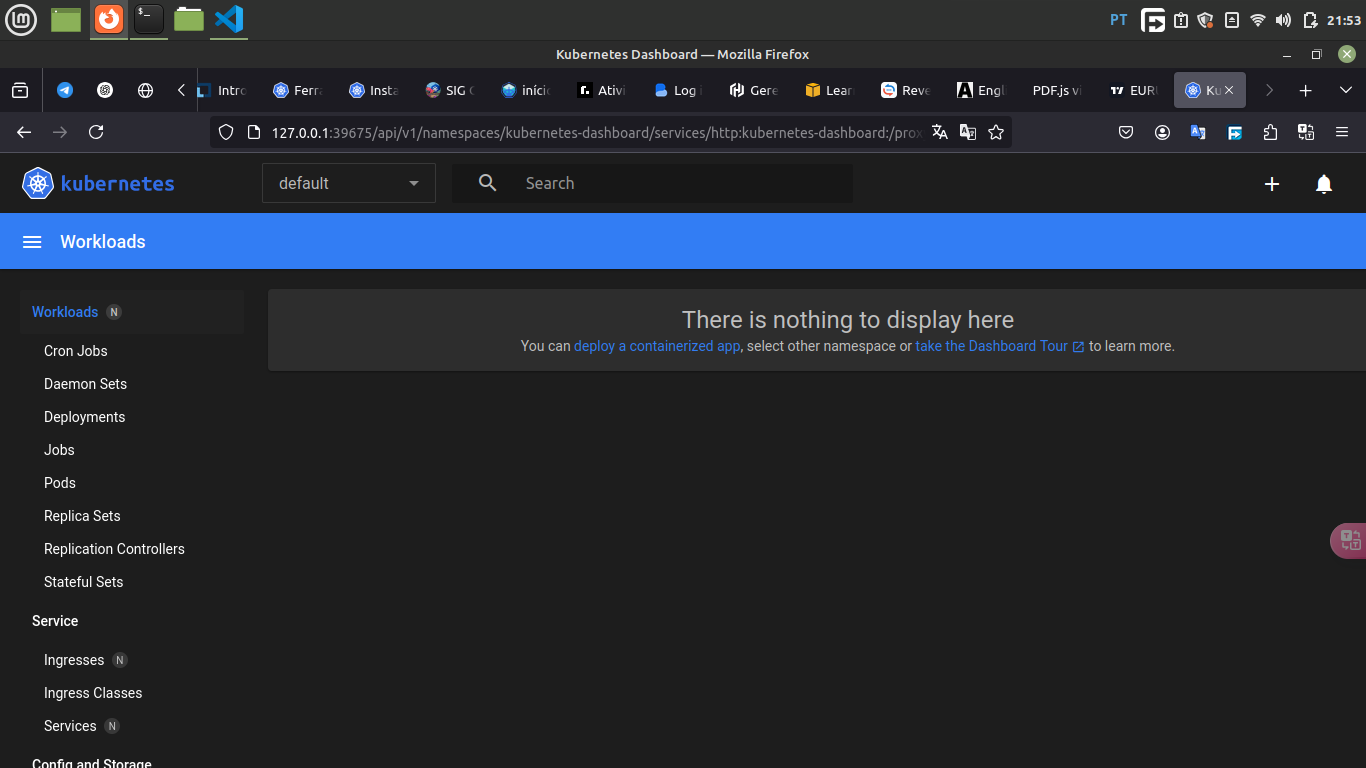 PT
21:53
Kubernetes Dashboard — Mozilla Firefox
Intro
Ferra
Insta
SIG
início
Ativi
Log i
Gere
Learn
Reve
Engl
PDF.js vi
EUR
Ku
127.0.0.1:39675/api/v1/namespaces/kubernetes-dashboard/services/http:kubernetes-dashboard:/prox
kubernetes
default
Search
Workloads
Workloads N
There is nothing to display here
You can deploy a containerized app, select other namespace or take the Dashboard Tour to learn more.
Cron Jobs
Daemon Sets
Deployments
Jobs
Pods
Replica Sets
Replication Controllers
Stateful Sets
Service
Ingresses N
Ingress Classes
Services N
Config and Storage